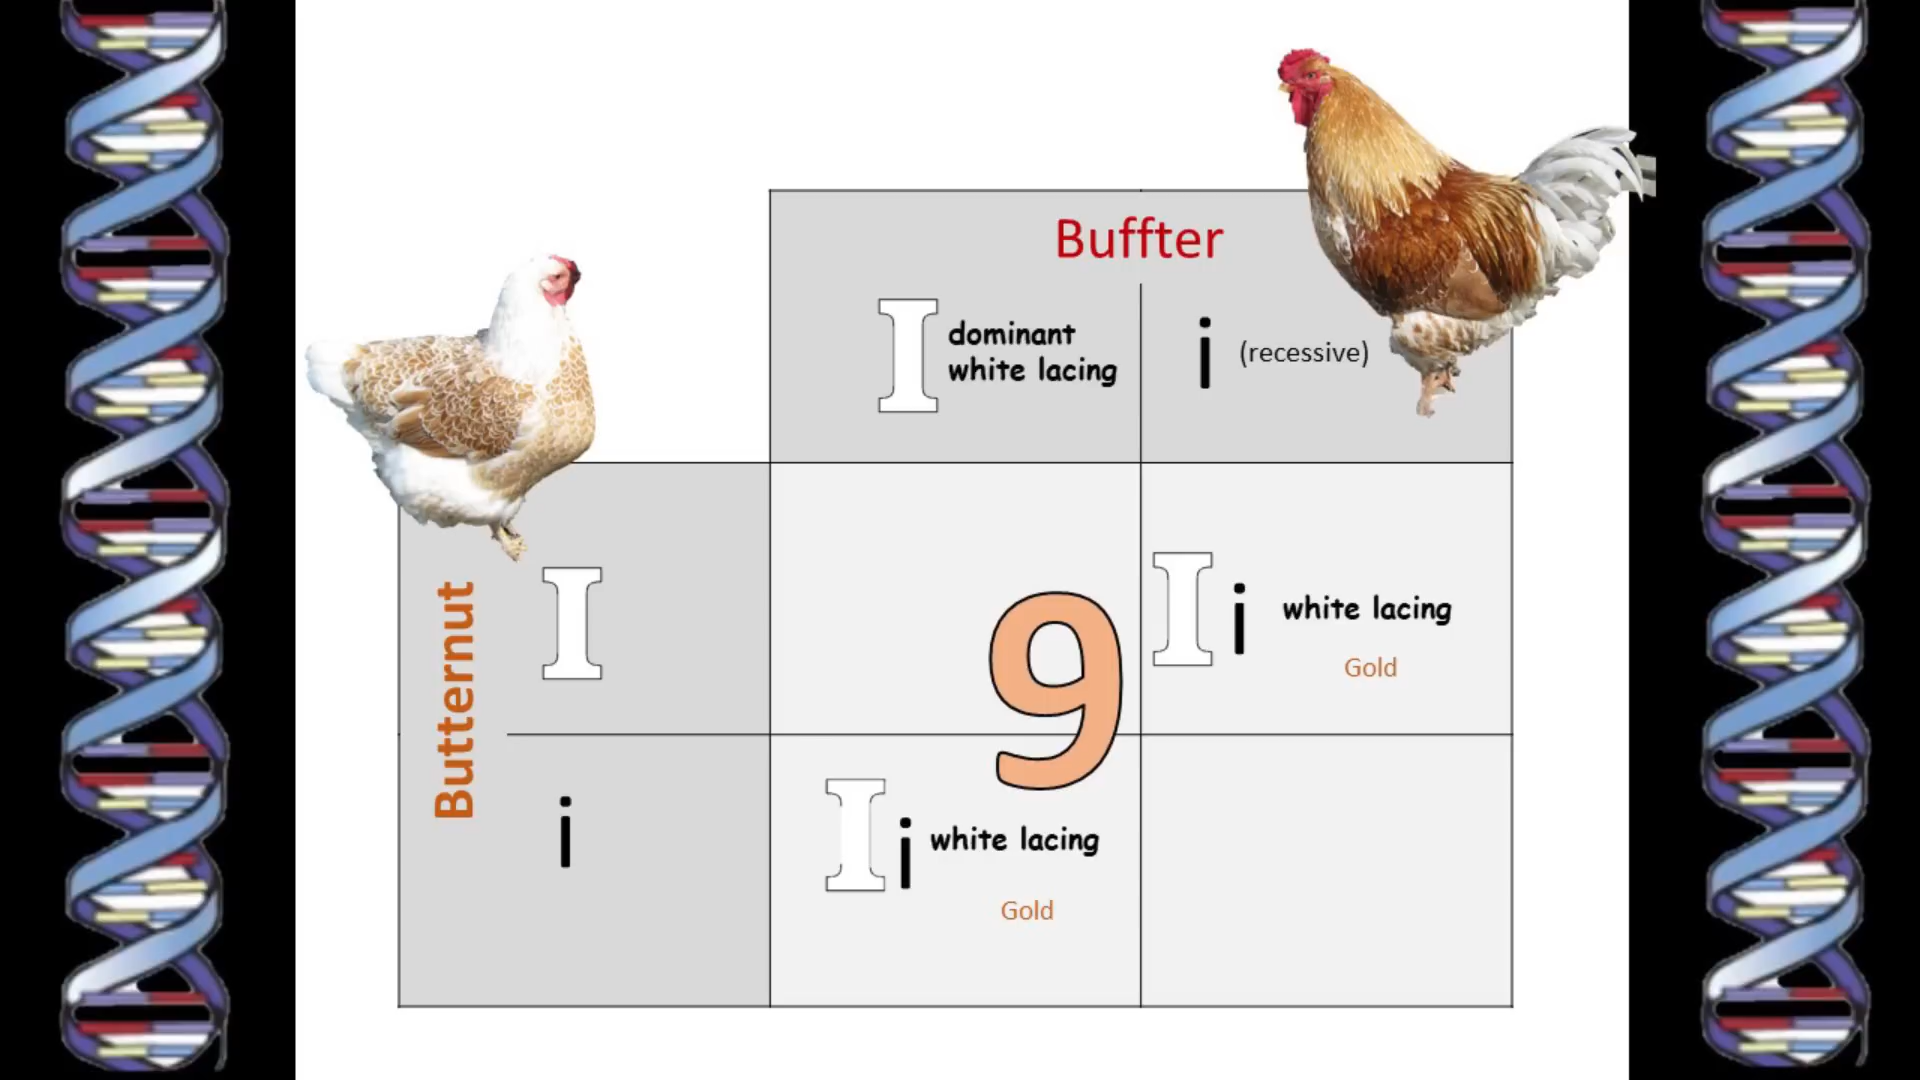 Buffter
I dominant
white lacing
i (recessive)
Butternut
I
I i white lacing
Gold
9
i
I i white lacing
Gold